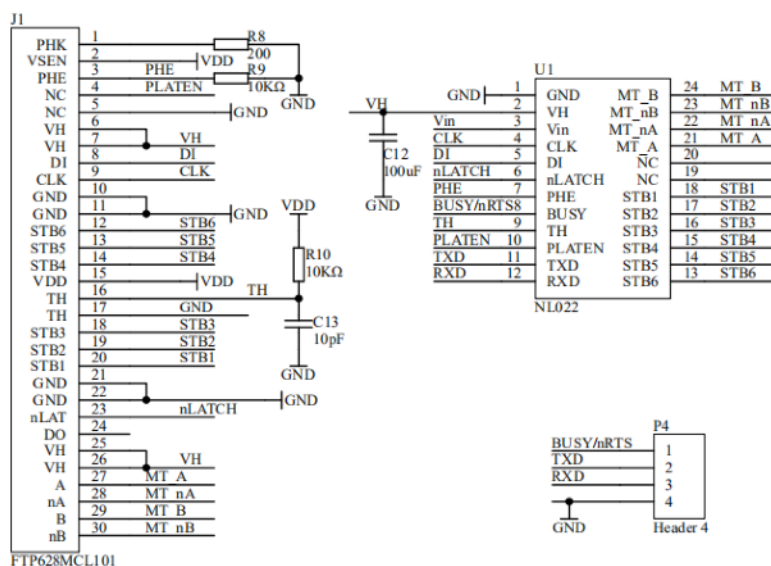 J1
PHK 1 R8
200
VSEN 2 VDD
PHE 3 PHE R9
10KΩ
NC 4 PLATEN
GND
NC 5 GND
VH 6
VH 7 VH
DI 8 DI
CLK 9 CLK
GND 10
GND 11 GND
STB6 12 STB6
STB5 13 STB5
STB4 14 STB4
VDD 15 VDD
TH 16 TH
TH 17 GND
STB3 18 STB3
STB2 19 STB2
STB1 20 STB1
GND 21
GND 22 GND
nLAT 23 nLATCH
DO 24
VH 25
VH 26 VH
A 27 MT_A
nA 28 MT_nA
B 29 MT_B
nB 30 MT_nB
FTP628MCL101
VDD
R10
10KΩ
C13
10pF
GND
VH
C12
100uF
GND
U1
GND 1 GND MT_B 24 MT_B
2 VH MT_nB 23 MT_nB
Vin 3 Vin MT_nA 22 MT_nA
CLK 4 CLK MT_A 21 MT_A
DI 5 DI NC 20
nLATCH 6 nLATCH NC 19
PHE 7 PHE STB1 18 STB1
BUSY/nRTS8 BUSY STB2 17 STB2
TH 9 TH STB3 16 STB3
PLATEN 10 PLATEN STB4 15 STB4
TXD 11 TXD STB5 14 STB5
RXD 12 RXD STB6 13 STB6
NL022
P4
BUSY/nRTS 1
TXD 2
RXD 3
4
GND
Header 4